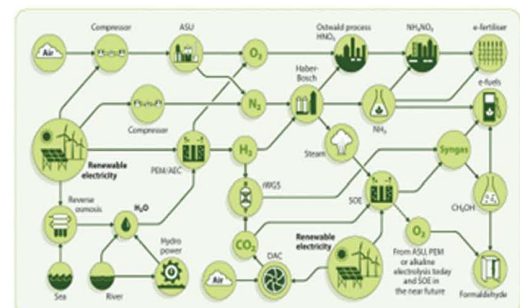 Compressor
ASU
Ostwald process
HNO₃
NH₄NO₃
e-fertiliser
Air
O₂
Haber-
Bosch
e-fuels
N₂
Compressor
NH₃
Renewable
electricity
PEM/AEC
H₂
Steam
Syngas
Reverse
osmosis
H₂O
rWGS
SOE
CH₃OH
Hydro
power
CO₂
DAC
Renewable
electricity
O₂
From ASU, PEM
or alkaline
electrolysis today
and SOE in
the near future
Air
Sea
River
Formaldehyde